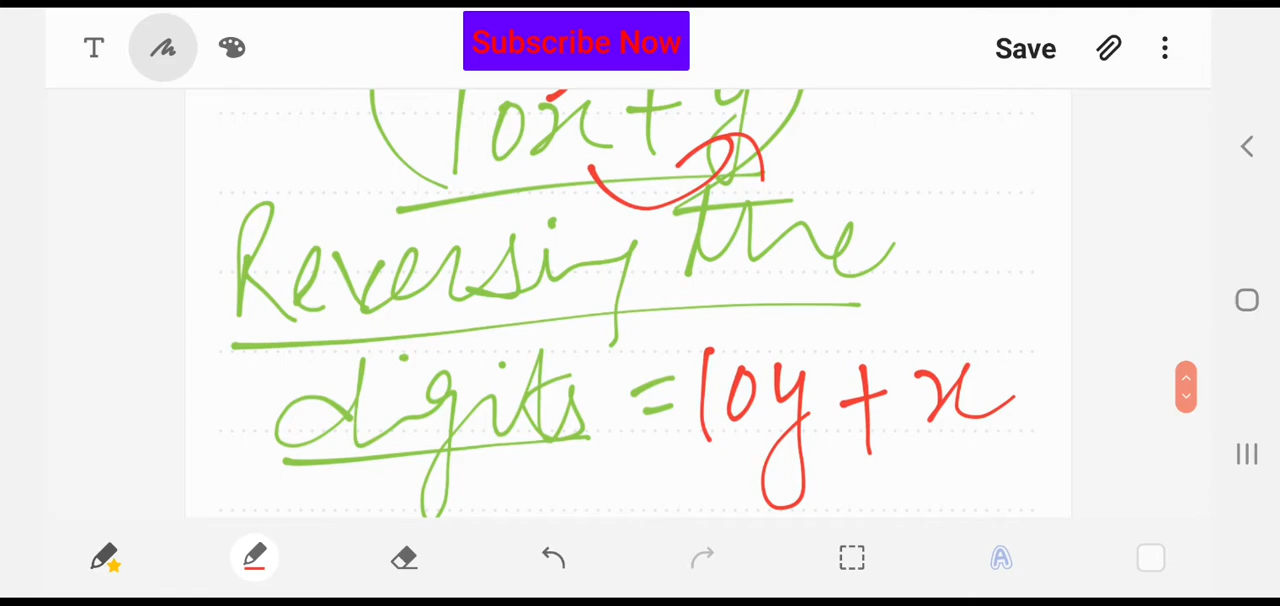 T
Subscribe Now
Save
(10x+y)
Reversing the
digits = 10y + x
A